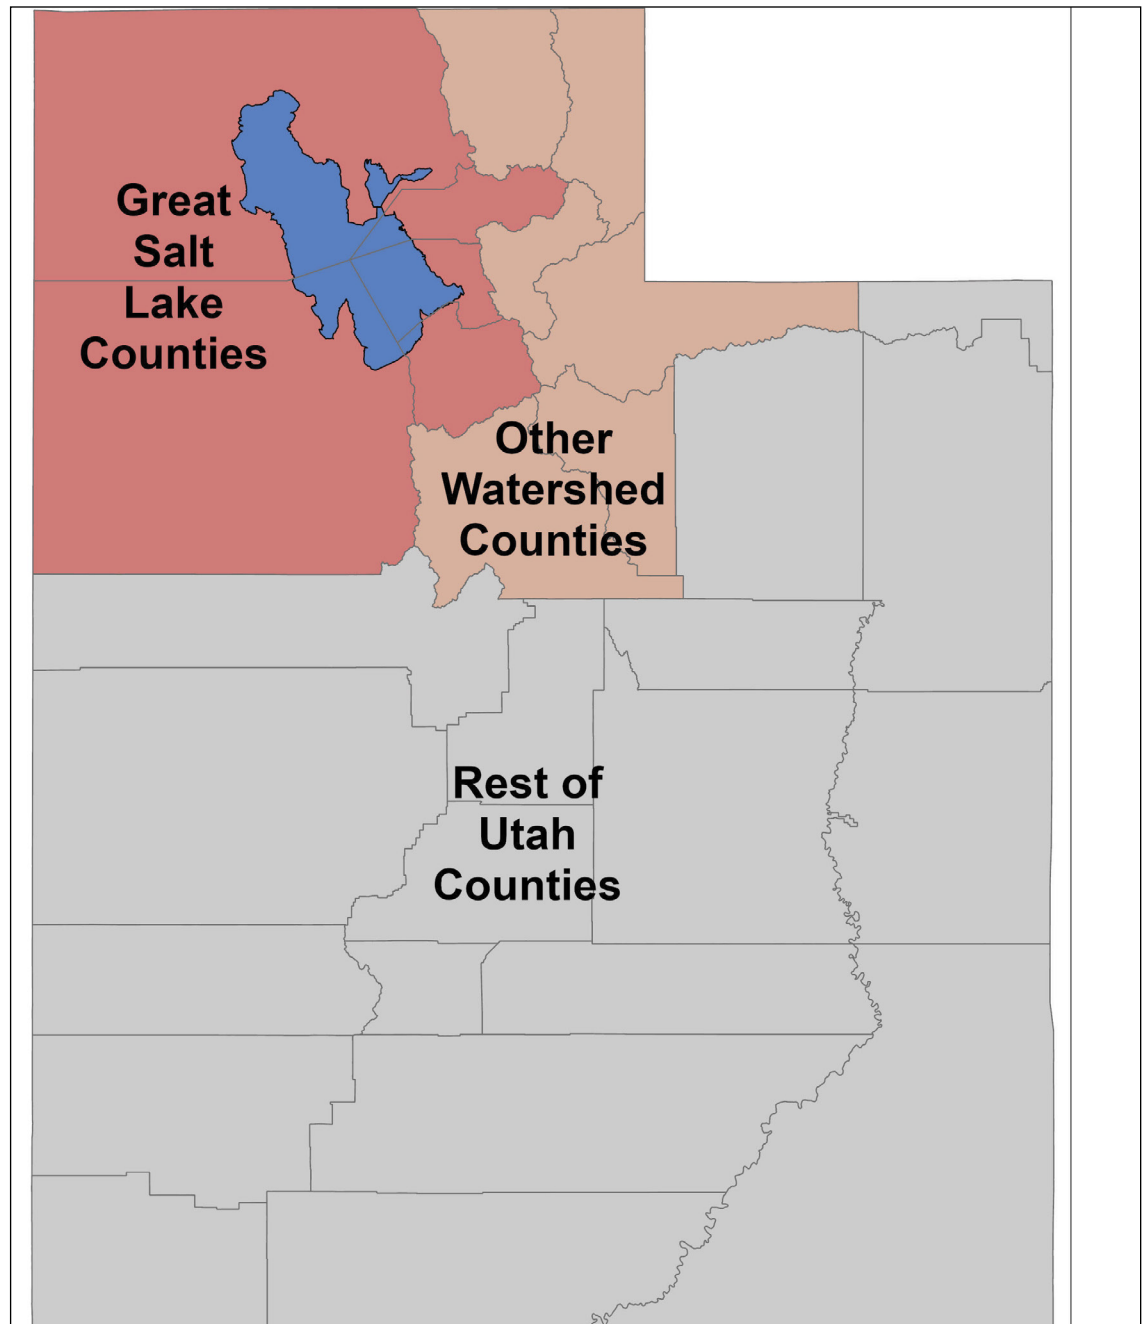 Great
Salt
Lake
Counties
Other
Watershed
Counties
Rest of
Utah
Counties